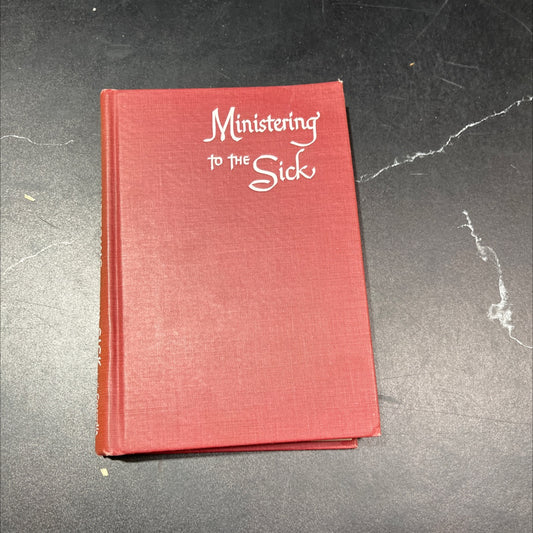 Ministering
to the
Sick